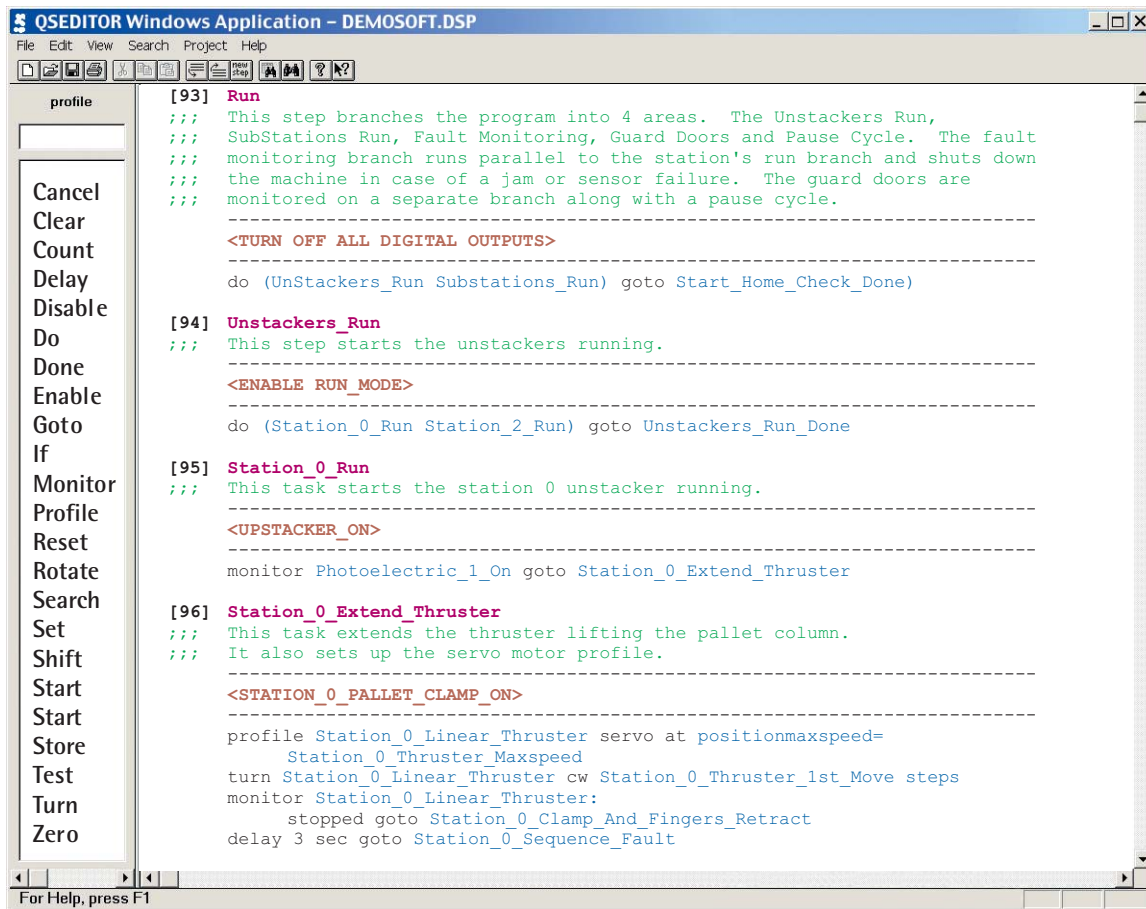 QSEDITOR Windows Application – DEMOSOFT.DSP
File Edit View Search Project Help
new step
profile
Cancel
Clear
Count
Delay
Disable
Do
Done
Enable
Goto
If
Monitor
Profile
Reset
Rotate
Search
Set
Shift
Start
Start
Store
Test
Turn
Zero
[93] Run
;;; This step branches the program into 4 areas. The Unstackers Run,
;;; SubStations Run, Fault Monitoring, Guard Doors and Pause Cycle. The fault
;;; monitoring branch runs parallel to the station's run branch and shuts down
;;; the machine in case of a jam or sensor failure. The guard doors are
;;; monitored on a separate branch along with a pause cycle.
------------------------------------------------------------------------
<TURN OFF ALL DIGITAL OUTPUTS>
------------------------------------------------------------------------
do (UnStackers_Run Substations_Run) goto Start_Home_Check_Done)
[94] Unstackers_Run
;;; This step starts the unstackers running.
------------------------------------------------------------------------
<ENABLE RUN_MODE>
------------------------------------------------------------------------
do (Station_0_Run Station_2_Run) goto Unstackers_Run_Done
[95] Station_0_Run
;;; This task starts the station 0 unstacker running.
------------------------------------------------------------------------
<UPSTACKER_ON>
------------------------------------------------------------------------
monitor Photoelectric_1_On goto Station_0_Extend_Thruster
[96] Station_0_Extend_Thruster
;;; This task extends the thruster lifting the pallet column.
;;; It also sets up the servo motor profile.
------------------------------------------------------------------------
<STATION_0_PALLET_CLAMP_ON>
------------------------------------------------------------------------
profile Station_0_Linear_Thruster servo at positionmaxspeed=
Station_0_Thruster_Maxspeed
turn Station_0_Linear_Thruster cw Station_0_Thruster_1st_Move steps
monitor Station_0_Linear_Thruster:
stopped goto Station_0_Clamp_And_Fingers_Retract
delay 3 sec goto Station_0_Sequence_Fault
For Help, press F1